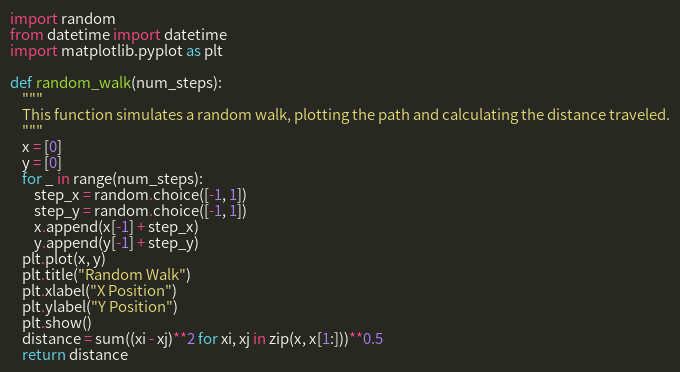 import random
from datetime import datetime
import matplotlib.pyplot as plt

def random_walk(num_steps):
    """
    This function simulates a random walk, plotting the path and calculating the distance traveled.
    """
    x = [0]
    y = [0]
    for _ in range(num_steps):
        step_x = random.choice([-1, 1])
        step_y = random.choice([-1, 1])
        x.append(x[-1] + step_x)
        y.append(y[-1] + step_y)
    plt.plot(x, y)
    plt.title("Random Walk")
    plt.xlabel("X Position")
    plt.ylabel("Y Position")
    plt.show()
    distance = sum((xi - xj)**2 for xi, xj in zip(x, x[1:]))**0.5
    return distance